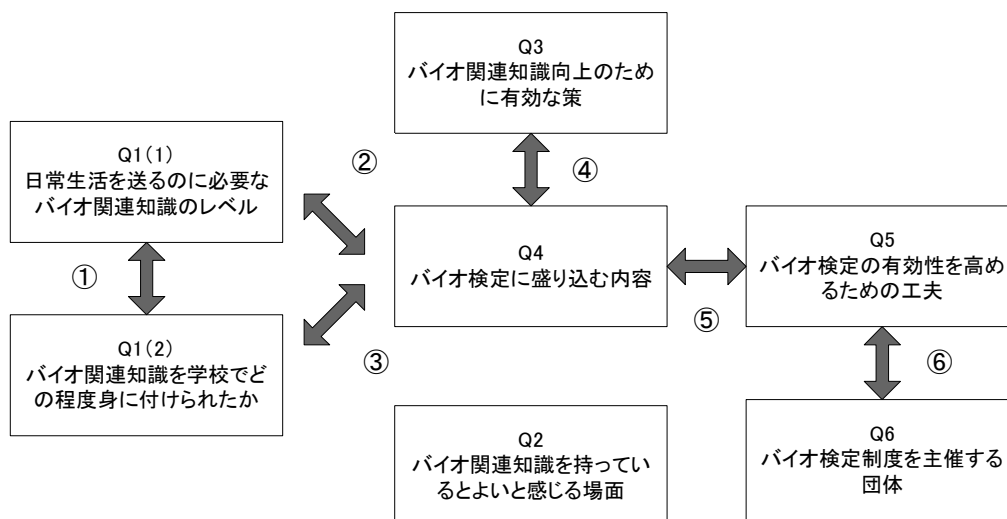 Q3
バイオ関連知識向上のため
に有効な策
Q1(1)
日常生活を送るのに必要な
バイオ関連知識のレベル
②
④
Q4
バイオ検定に盛り込む内容
Q5
バイオ検定の有効性を高め
るための工夫
①
⑤
Q1(2)
バイオ関連知識を学校でど
の程度身に付けられたか
③
⑥
Q2
バイオ関連知識を持ってい
るとよいと感じる場面
Q6
バイオ検定制度を主催する
団体